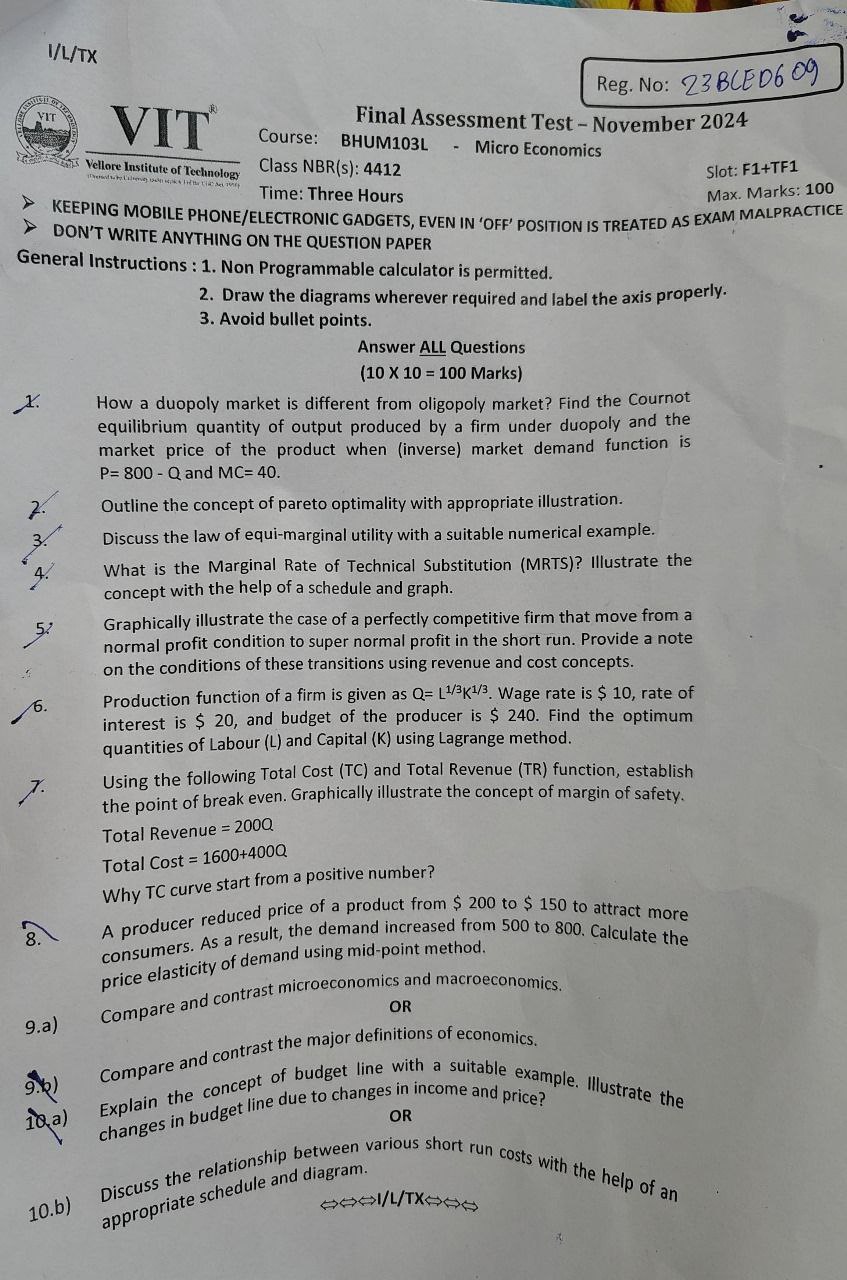 I/L/TX
Reg. No: 23BCE0609
VIT®
VIT
Vellore Institute of Technology
Final Assessment Test – November 2024
Course: BHUM103L - Micro Economics
Class NBR(s): 4412
Slot: F1+TF1
Time: Three Hours
Max. Marks: 100
➢ KEEPING MOBILE PHONE/ELECTRONIC GADGETS, EVEN IN ‘OFF’ POSITION IS TREATED AS EXAM MALPRACTICE
➢ DON’T WRITE ANYTHING ON THE QUESTION PAPER
General Instructions : 1. Non Programmable calculator is permitted.
2. Draw the diagrams wherever required and label the axis properly.
3. Avoid bullet points.
Answer ALL Questions
(10 X 10 = 100 Marks)
1. How a duopoly market is different from oligopoly market? Find the Cournot
equilibrium quantity of output produced by a firm under duopoly and the
market price of the product when (inverse) market demand function is
P= 800 - Q and MC= 40.
2. Outline the concept of pareto optimality with appropriate illustration.
3. Discuss the law of equi-marginal utility with a suitable numerical example.
4. What is the Marginal Rate of Technical Substitution (MRTS)? Illustrate the
concept with the help of a schedule and graph.
5. Graphically illustrate the case of a perfectly competitive firm that move from a
normal profit condition to super normal profit in the short run. Provide a note
on the conditions of these transitions using revenue and cost concepts.
6. Production function of a firm is given as Q= L^1/3K^1/3. Wage rate is $ 10, rate of
interest is $ 20, and budget of the producer is $ 240. Find the optimum
quantities of Labour (L) and Capital (K) using Lagrange method.
7. Using the following Total Cost (TC) and Total Revenue (TR) function, establish
the point of break even. Graphically illustrate the concept of margin of safety.
Total Revenue = 200Q
Total Cost = 1600+400Q
Why TC curve start from a positive number?
8. A producer reduced price of a product from $ 200 to $ 150 to attract more
consumers. As a result, the demand increased from 500 to 800. Calculate the
price elasticity of demand using mid-point method.
9.a) Compare and contrast microeconomics and macroeconomics.
OR
9.b) Compare and contrast the major definitions of economics.
10.a) Explain the concept of budget line with a suitable example. Illustrate the
changes in budget line due to changes in income and price?
OR
10.b) Discuss the relationship between various short run costs with the help of an
appropriate schedule and diagram.
⇔⇔⇔I/L/TX⇔⇔⇔